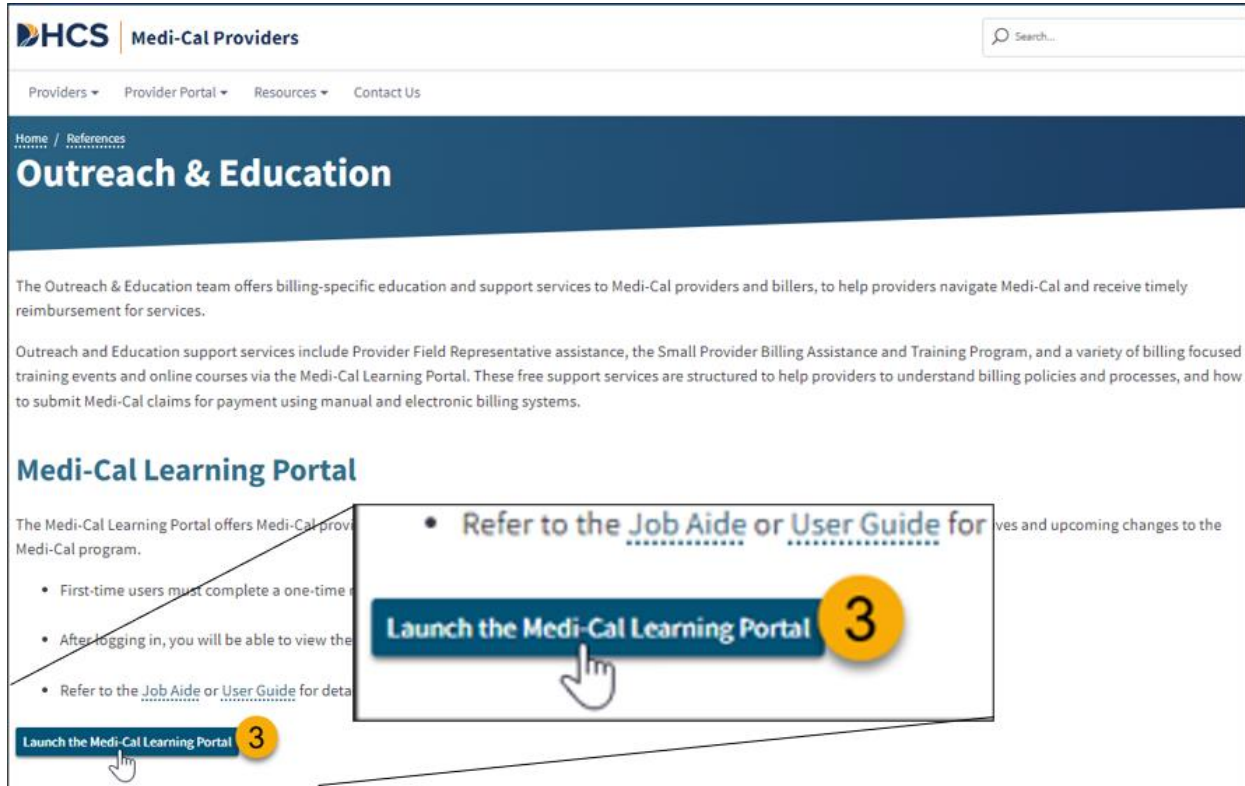 DHCS Medi-Cal Providers
Search...
Providers Provider Portal Resources Contact Us
Home / References
Outreach & Education
The Outreach & Education team offers billing-specific education and support services to Medi-Cal providers and billers, to help providers navigate Medi-Cal and receive timely
reimbursement for services.
Outreach and Education support services include Provider Field Representative assistance, the Small Provider Billing Assistance and Training Program, and a variety of billing focused
training events and online courses via the Medi-Cal Learning Portal. These free support services are structured to help providers to understand billing policies and processes, and how
to submit Medi-Cal claims for payment using manual and electronic billing systems.
Medi-Cal Learning Portal
The Medi-Cal Learning Portal offers Medi-Cal and upcoming changes to the
Medi-Cal program.
• First-time users must complete a one-time
• After logging in, you will be able to view the
• Refer to the Job Aide or User Guide for
Launch the Medi-Cal Learning Portal 3
• Refer to the Job Aide or User Guide for
Launch the Medi-Cal Learning Portal 3